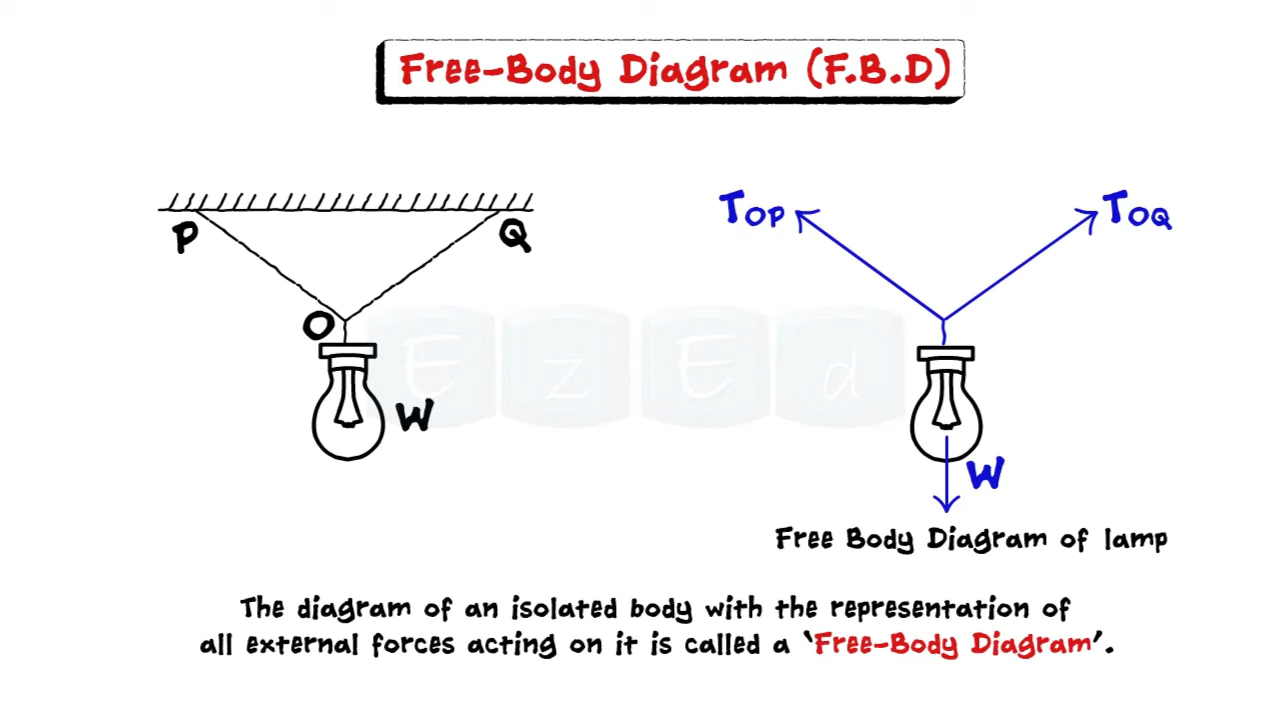 Free-Body Diagram (F.B.D)
P
Q
O
W
TOP
TOQ
W
EzEd
Free Body Diagram of lamp
The diagram of an isolated body with the representation of
all external forces acting on it is called a ‘Free-Body Diagram’.